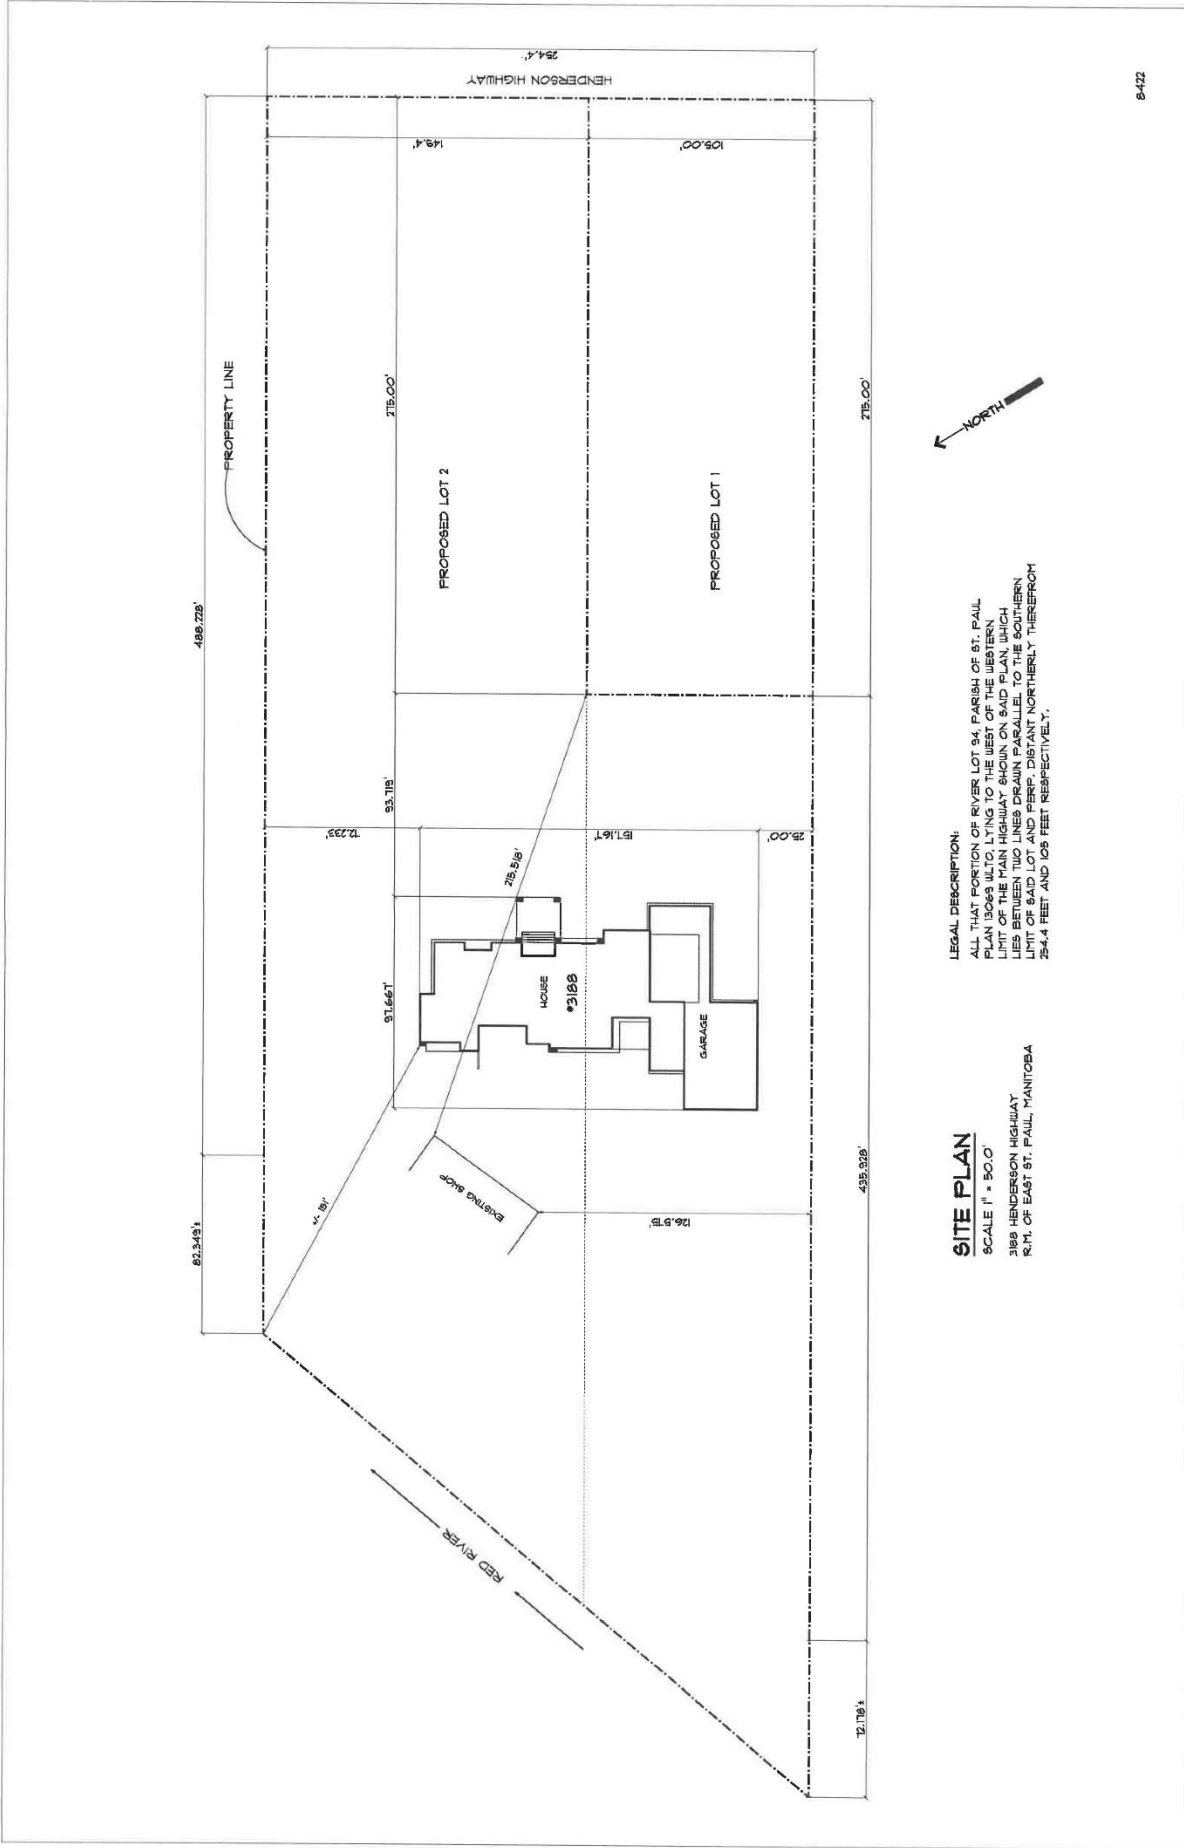 254.4'
HENDERSON HIGHWAY
149.4'
105.00'
8422
PROPERTY LINE
488.228'
275.00'
275.00'
PROPOSED LOT 2
PROPOSED LOT 1
NORTH
93.719'
72.233'
157.167'
25.00'
215.518'
97.667'
HOUSE
#3188
GARAGE
EXISTING SHOP
+/- 151'
126.575'
82.349'±
435.928'
RED RIVER
72.178'±
LEGAL DESCRIPTION:
ALL THAT PORTION OF RIVER LOT 94, PARISH OF ST. PAUL
PLAN 13069 WLTO, LYING TO THE WEST OF THE WESTERN
LIMIT OF THE MAIN HIGHWAY SHOWN ON SAID PLAN, WHICH
LIES BETWEEN TWO LINES DRAWN PARALLEL TO THE SOUTHERN
LIMIT OF SAID LOT AND PERP. DISTANT NORTHERLY THEREFROM
254.4 FEET AND 105 FEET RESPECTIVELY.
SITE PLAN
SCALE 1" = 50.0'
3188 HENDERSON HIGHWAY
R.M. OF EAST ST. PAUL, MANITOBA